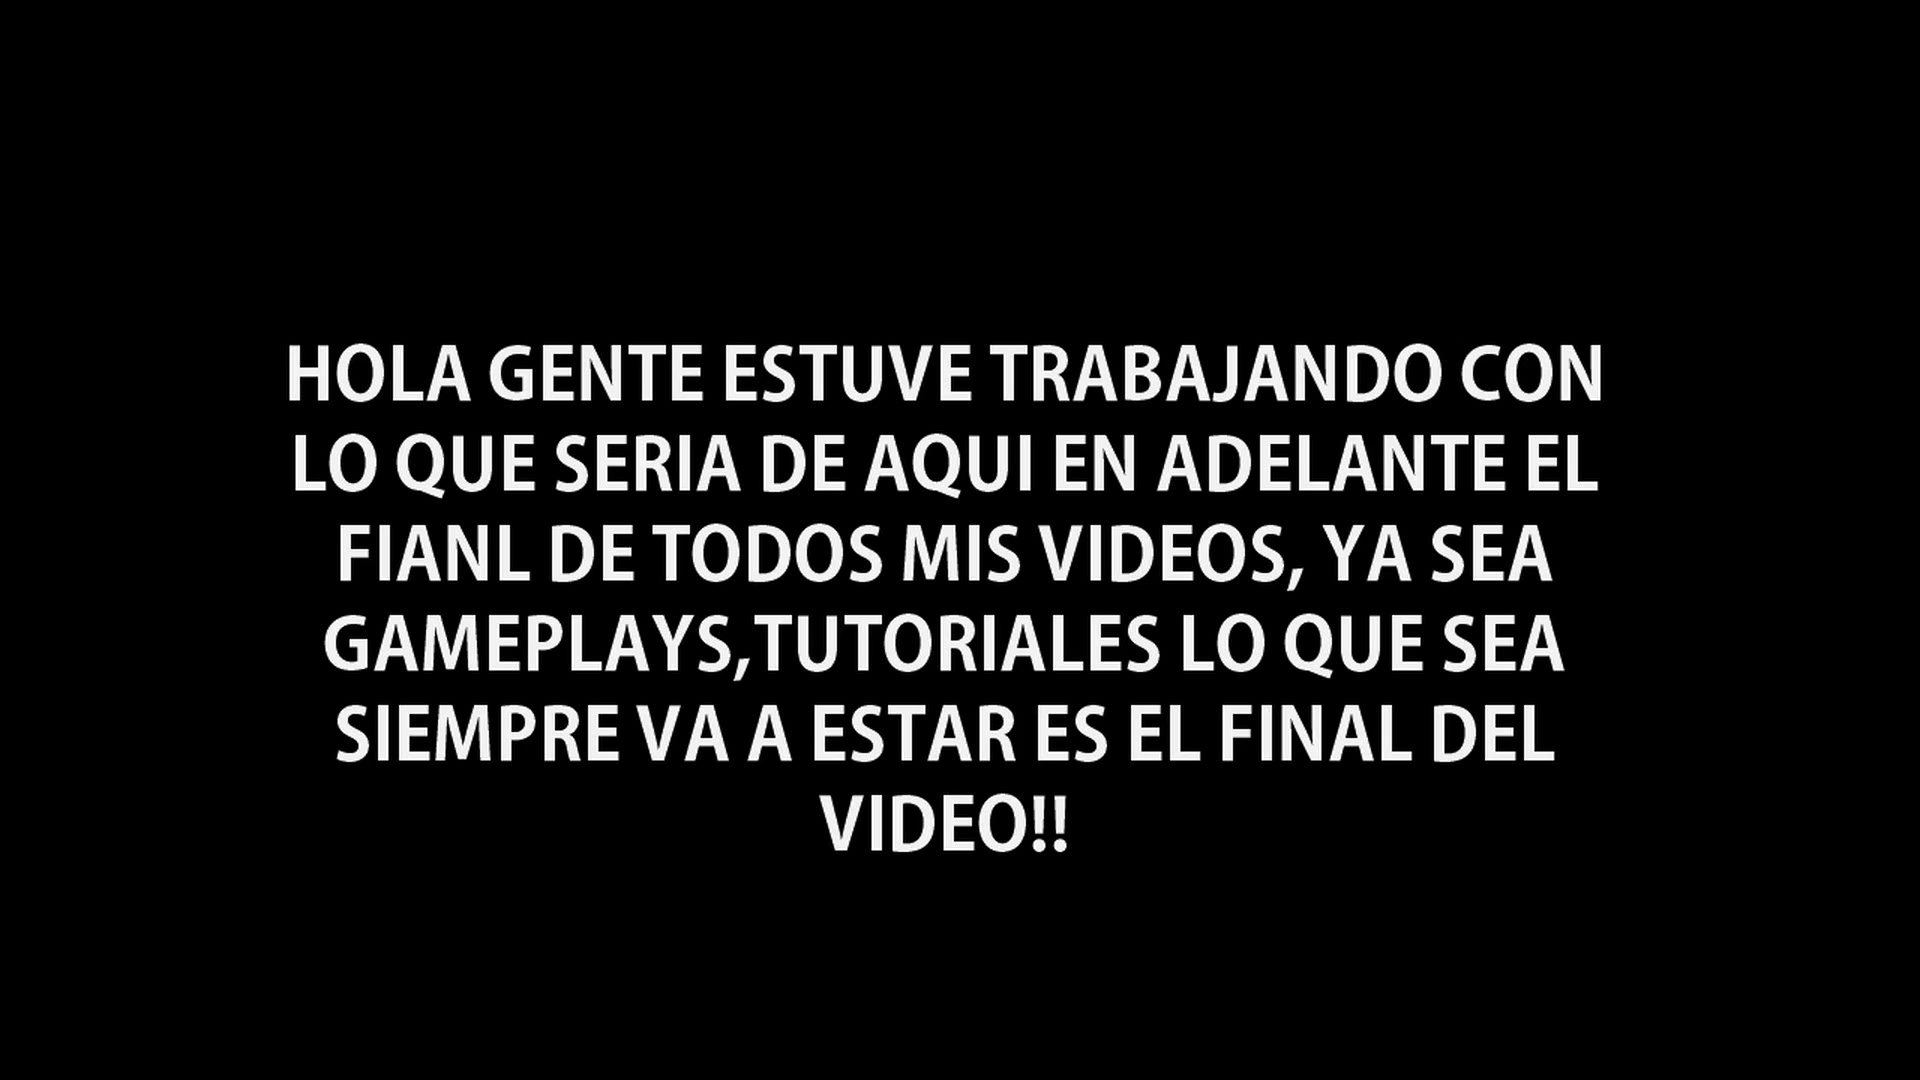 HOLA GENTE ESTUVE TRABAJANDO CON
LO QUE SERIA DE AQUI EN ADELANTE EL
FIANL DE TODOS MIS VIDEOS, YA SEA
GAMEPLAYS,TUTORIALES LO QUE SEA
SIEMPRE VA A ESTAR ES EL FINAL DEL
VIDEO!!